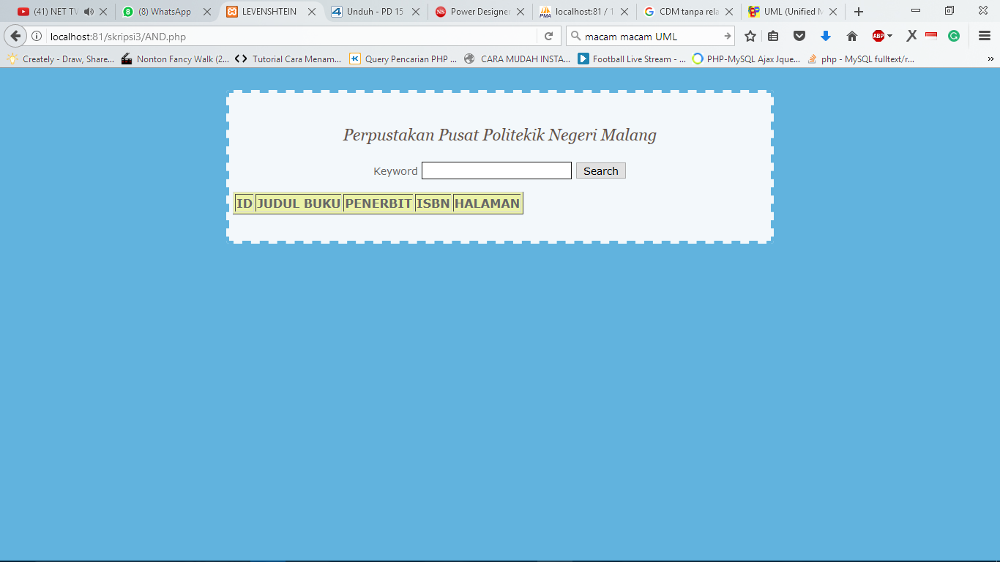 (41) NET TV
(8) WhatsApp
LEVENSHTEIN
Unduh - PD 15
Power Designer
localhost:81 / 1
CDM tanpa rela
UML (Unified M
localhost:81/skripsi3/AND.php
macam macam UML
ABP
Creately - Draw, Share...
Nonton Fancy Walk (2...
Tutorial Cara Menam...
Query Pencarian PHP ...
CARA MUDAH INSTA...
Football Live Stream - ...
PHP-MySQL Ajax Jque...
php - MySQL fulltext/r...
Perpustakan Pusat Politekik Negeri Malang
Keyword Search
ID JUDUL BUKU PENERBIT ISBN HALAMAN